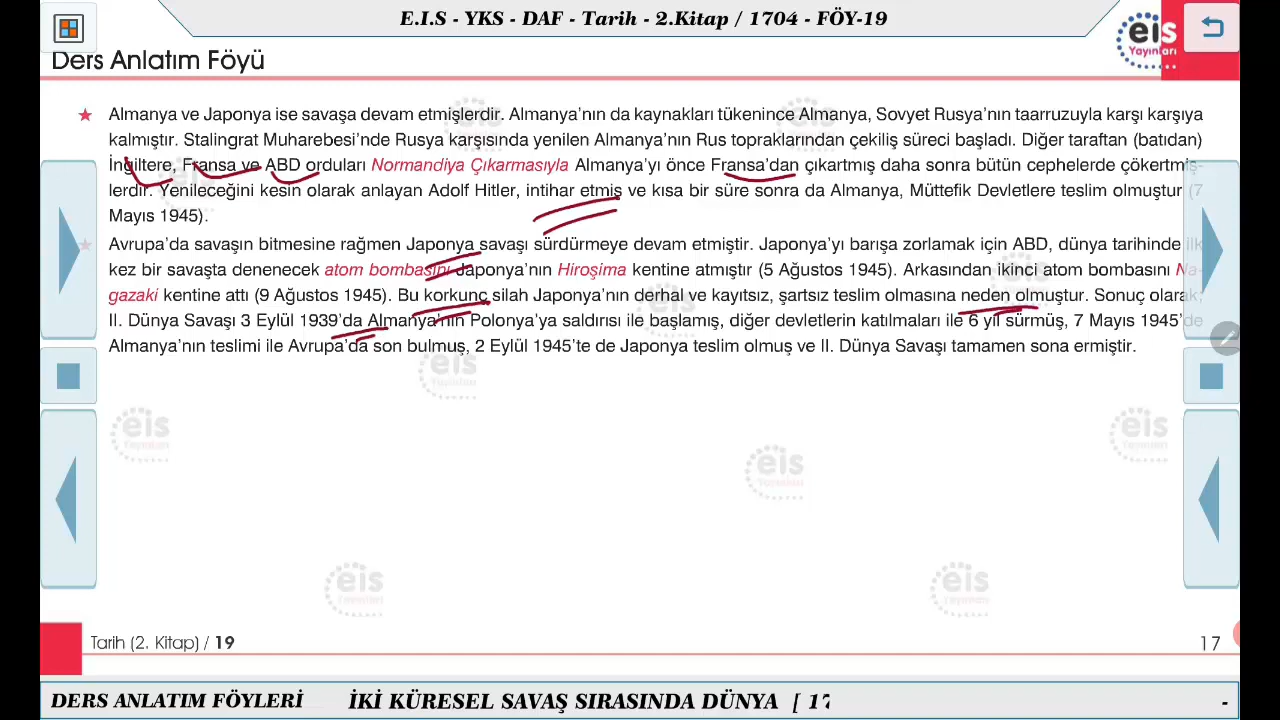 E.I.S - YKS - DAF - Tarih - 2.Kitap / 1704 - FÖY-19
eis
Yayınları
Ders Anlatım Föyü
Almanya ve Japonya ise savaşa devam etmişlerdir. Almanya'nın da kaynakları tükenince Almanya, Sovyet Rusya'nın taarruzuyla karşı karşıya
kalmıştır. Stalingrat Muharebesi'nde Rusya karşısında yenilen Almanya'nın Rus topraklarından çekiliş süreci başladı. Diğer taraftan (batıdan)
İngiltere, Fransa ve ABD orduları Normandiya Çıkarmasıyla Almanya'yı önce Fransa'dan çıkartmış daha sonra bütün cephelerde çökertmiş-
lerdir. Yenileceğini kesin olarak anlayan Adolf Hitler, intihar etmiş ve kısa bir süre sonra da Almanya, Müttefik Devletlere teslim olmuştur (7
Mayıs 1945).
Avrupa'da savaşın bitmesine rağmen Japonya savaşı sürdürmeye devam etmiştir. Japonya'yı barışa zorlamak için ABD, dünya tarihinde ilk
kez bir savaşta denenecek atom bombasını Japonya'nın Hiroşima kentine atmıştır (5 Ağustos 1945). Arkasından ikinci atom bombasını Na-
gazaki kentine attı (9 Ağustos 1945). Bu korkunç silah Japonya'nın derhal ve kayıtsız, şartsız teslim olmasına neden olmuştur. Sonuç olarak;
II. Dünya Savaşı 3 Eylül 1939'da Almanya'nın Polonya'ya saldırısı ile başlamış, diğer devletlerin katılmaları ile 6 yıl sürmüş, 7 Mayıs 1945'de
Almanya'nın teslimi ile Avrupa'da son bulmuş, 2 Eylül 1945'te de Japonya teslim olmuş ve II. Dünya Savaşı tamamen sona ermiştir.
Tarih (2. Kitap) / 19
17
DERS ANLATIM FÖYLERİ İKİ KÜRESEL SAVAŞ SIRASINDA DÜNYA [ 17 -